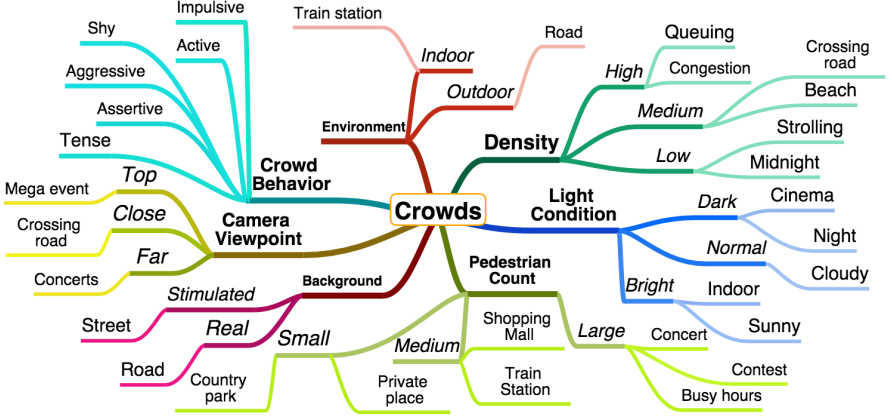 Impulsive
Shy
Active
Aggressive
Assertive
Tense
Crowd
Behavior
Train station
Indoor
Road
Outdoor
Environment
Queuing
High
Congestion
Crossing
road
Medium
Beach
Density
Strolling
Low
Midnight
Crowds
Top
Mega event
Close
Crossing
road
Far
Concerts
Camera
Viewpoint
Light
Condition
Dark
Cinema
Night
Normal
Cloudy
Bright
Indoor
Sunny
Background
Stimulated
Street
Real
Road
Pedestrian
Count
Small
Country
park
Private
place
Medium
Shopping
Mall
Train
Station
Large
Concert
Contest
Busy hours